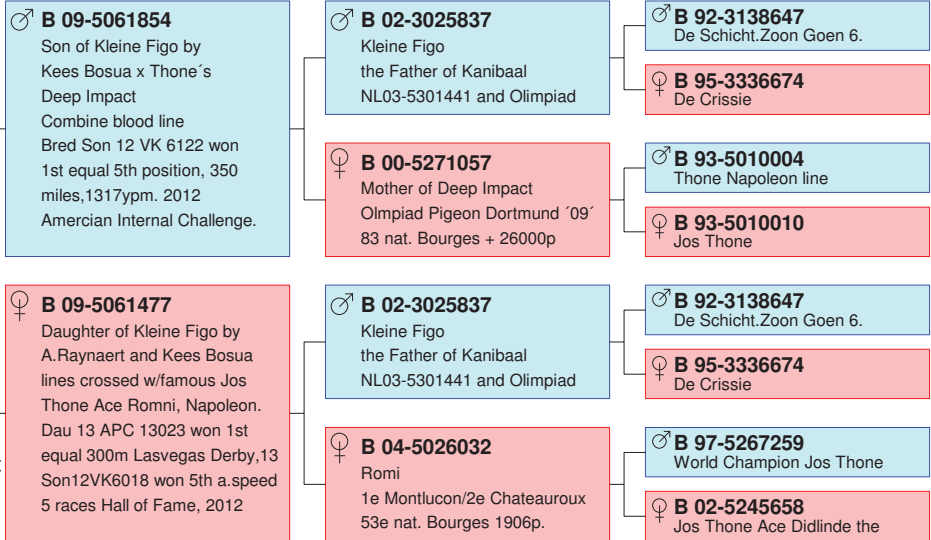 B 09-5061854
Son of Kleine Figo by
Kees Bosua x Thone´s
Deep Impact
Combine blood line
Bred Son 12 VK 6122 won
1st equal 5th position, 350
miles,1317ypm. 2012
Amercian Internal Challenge.
B 02-3025837
Kleine Figo
the Father of Kanibaal
NL03-5301441 and Olimpiad
B 92-3138647
De Schicht.Zoon Goen 6.
B 95-3336674
De Crissie
B 00-5271057
Mother of Deep Impact
Olmpiad Pigeon Dortmund ´09´
83 nat. Bourges + 26000p
B 93-5010004
Thone Napoleon line
B 93-5010010
Jos Thone
B 09-5061477
Daughter of Kleine Figo by
A.Raynaert and Kees Bosua
lines crossed w/famous Jos
Thone Ace Romni, Napoleon.
Dau 13 APC 13023 won 1st
equal 300m Lasvegas Derby,13
Son12VK6018 won 5th a.speed
5 races Hall of Fame, 2012
B 02-3025837
Kleine Figo
the Father of Kanibaal
NL03-5301441 and Olimpiad
B 92-3138647
De Schicht.Zoon Goen 6.
B 95-3336674
De Crissie
B 04-5026032
Romi
1e Montlucon/2e Chateauroux
53e nat. Bourges 1906p.
B 97-5267259
World Champion Jos Thone
B 02-5245658
Jos Thone Ace Didlinde the